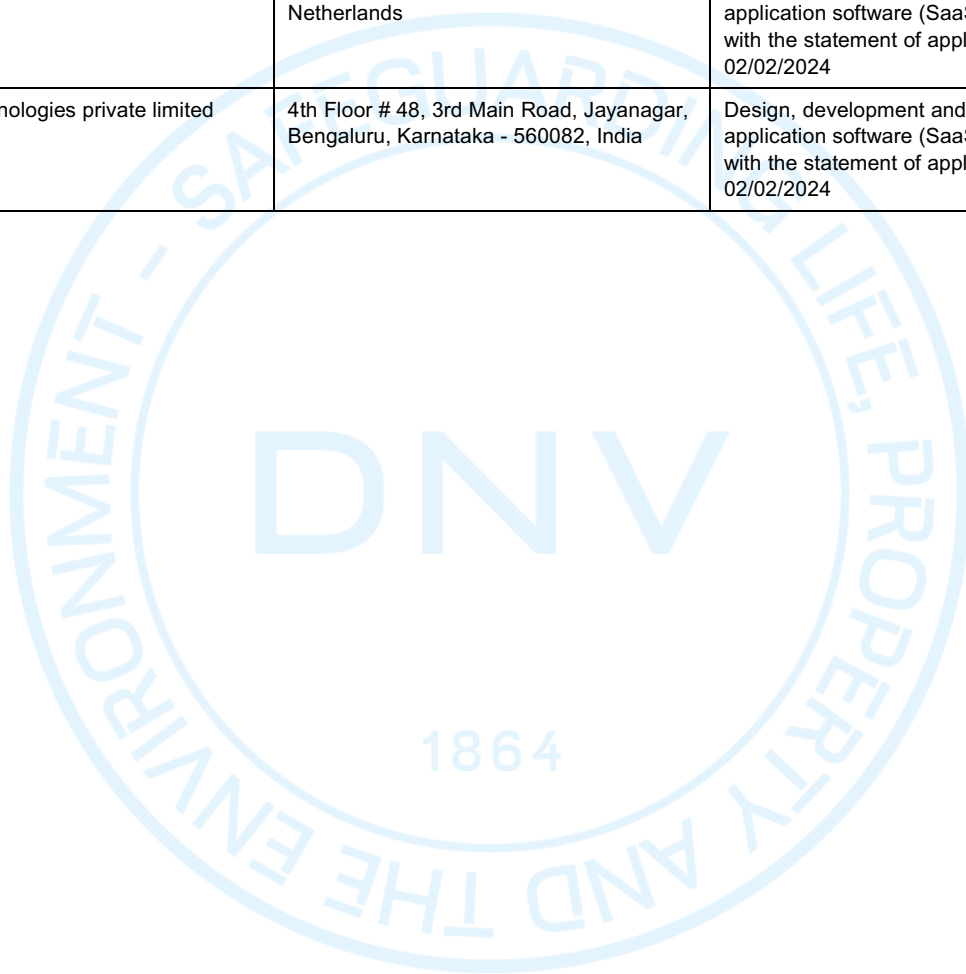 Netherlands
application software (SaaS
with the statement of appl
02/02/2024
nologies private limited
4th Floor # 48, 3rd Main Road, Jayanagar,
Bengaluru, Karnataka - 560082, India
Design, development and
application software (SaaS
with the statement of appl
02/02/2024
SAFEGUARDING LIFE, PROPERTY AND THE ENVIRONMENT -
DNV
1864